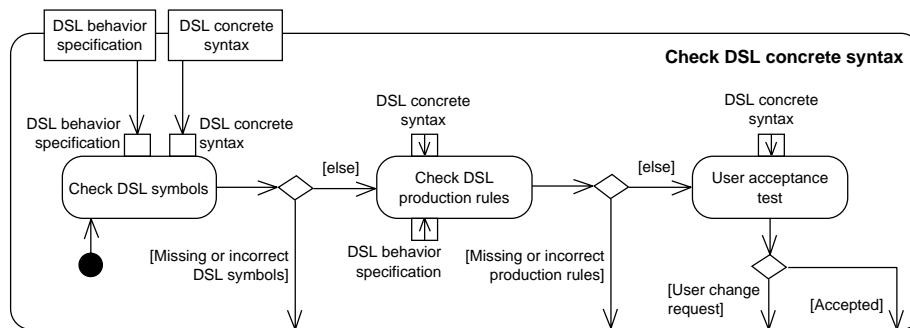 DSL behavior
specification
DSL concrete
syntax
Check DSL concrete syntax
DSL behavior
specification
DSL concrete
syntax
DSL concrete
syntax
DSL concrete
syntax
Check DSL symbols
[else]
Check DSL
production rules
[else]
User acceptance
test
[Missing or incorrect
DSL symbols]
DSL behavior
specification
[Missing or incorrect
production rules]
[User change
request]
[Accepted]